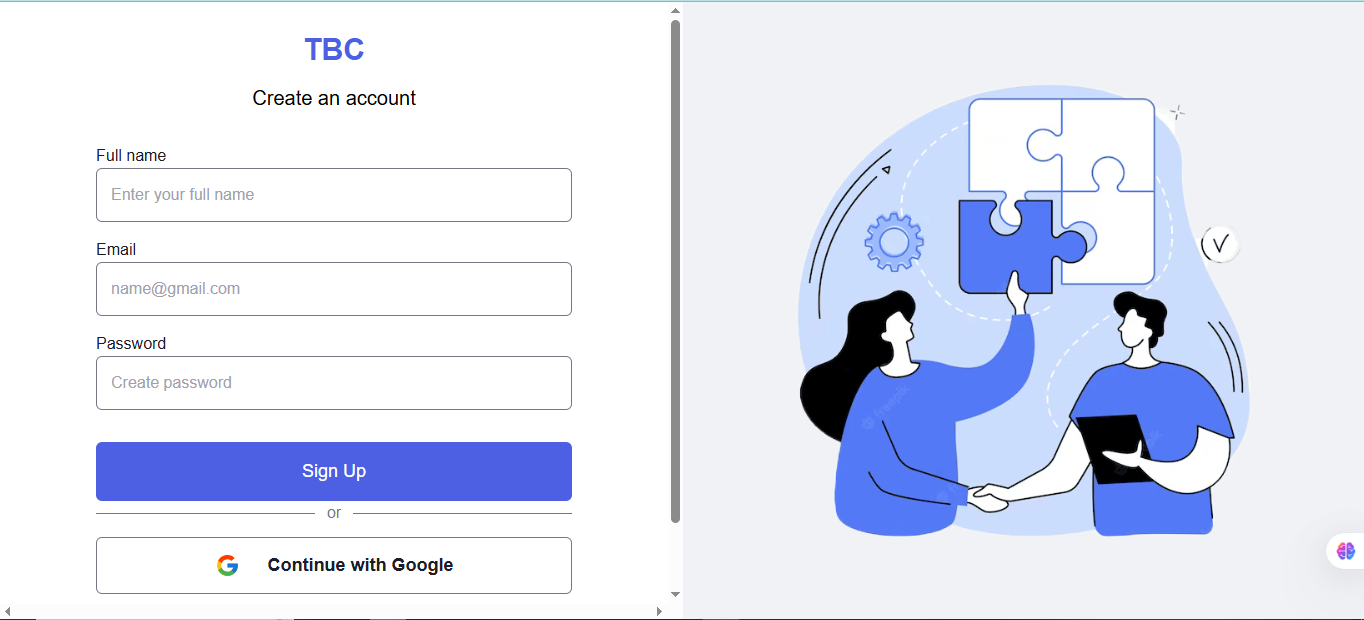 TBC
Create an account
Full name
Enter your full name
Email
name@gmail.com
Password
Create password
Sign Up
or
Continue with Google
freepik